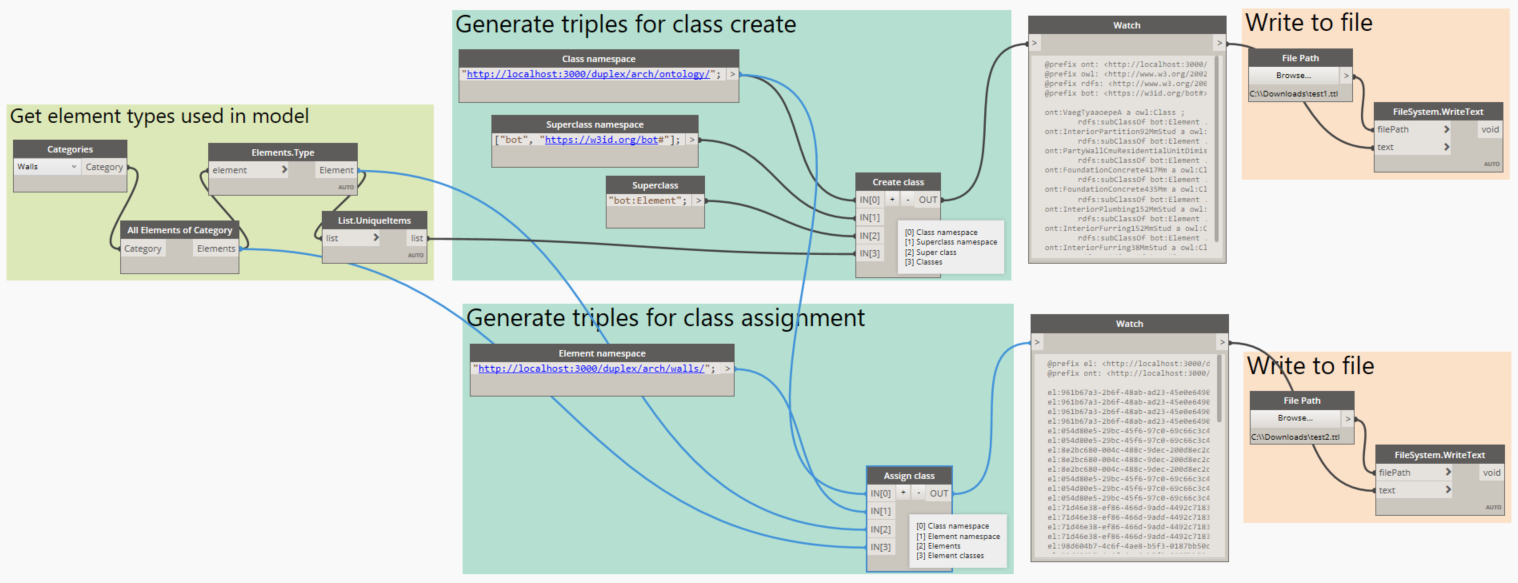 Get element types used in model
Categories
Walls
Category
All Elements of Category
Category
Elements
Elements.Type
element
Element
AUTO
List.UniqueItems
list
list
AUTO
Generate triples for class create
Class namespace
"http://localhost:3000/duplex/arch/ontology/";
>
Superclass namespace
["bot", "https://w3id.org/bot#"];
>
Superclass
"bot:Element";
>
Create class
IN[0] + - OUT
IN[1]
IN[2]
IN[3]
[0] Class namespace
[1] Superclass namespace
[2] Super class
[3] Classes
Watch
> >
@prefix ont: <http://localhost:3000/
@prefix owl: <http://www.w3.org/2002
@prefix rdfs: <http://www.w3.org/200
@prefix bot: <https://w3id.org/bot#>
ont:VaegTyaaoepeA a owl:Class ;
rdfs:subClassOf bot:Element .
ont:InteriorPartition92MmStud a owl:
rdfs:subClassOf bot:Element .
ont:PartyWallCmuResidentialUnitDimis
rdfs:subClassOf bot:Element .
ont:FoundationConcrete417Mm a owl:Cl
rdfs:subClassOf bot:Element .
ont:FoundationConcrete435Mm a owl:Cl
rdfs:subClassOf bot:Element .
ont:InteriorPlumbing152MmStud a owl:
rdfs:subClassOf bot:Element .
ont:InteriorFurring152MmStud a owl:C
rdfs:subClassOf bot:Element .
ont:InteriorFurring38MmStud a owl:Cl
Write to file
File Path
Browse... >
C:\\Downloads\test1.ttl
FileSystem.WriteText
filePath > void
text >
AUTO
Generate triples for class assignment
Element namespace
"http://localhost:3000/duplex/arch/walls/";
>
Assign class
IN[0] + - OUT
IN[1]
IN[2]
IN[3]
[0] Class namespace
[1] Element namespace
[2] Elements
[3] Element classes
Watch
> >
@prefix el: <http://localhost:3000/d
@prefix ont: <http://localhost:3000/
el:961b67a3-2b6f-48ab-ad23-45e0e6490
el:961b67a3-2b6f-48ab-ad23-45e0e6490
el:961b67a3-2b6f-48ab-ad23-45e0e6490
el:961b67a3-2b6f-48ab-ad23-45e0e6490
el:054d80e5-29bc-45f6-97c0-69c66c3c4
el:054d80e5-29bc-45f6-97c0-69c66c3c4
el:8e2bc680-004c-488c-9dec-200d8ec2c
el:8e2bc680-004c-488c-9dec-200d8ec2c
el:054d80e5-29bc-45f6-97c0-69c66c3c4
el:054d80e5-29bc-45f6-97c0-69c66c3c4
el:054d80e5-29bc-45f6-97c0-69c66c3c4
el:054d80e5-29bc-45f6-97c0-69c66c3c4
el:71d46e38-ef86-466d-9add-4492c7183
el:71d46e38-ef86-466d-9add-4492c7183
el:71d46e38-ef86-466d-9add-4492c7183
el:71d46e38-ef86-466d-9add-4492c7183
el:98d604b7-4c6f-4ae8-b5f3-0187bb50c
Write to file
File Path
Browse... >
C:\\Downloads\test2.ttl
FileSystem.WriteText
filePath > void
text >
AUTO